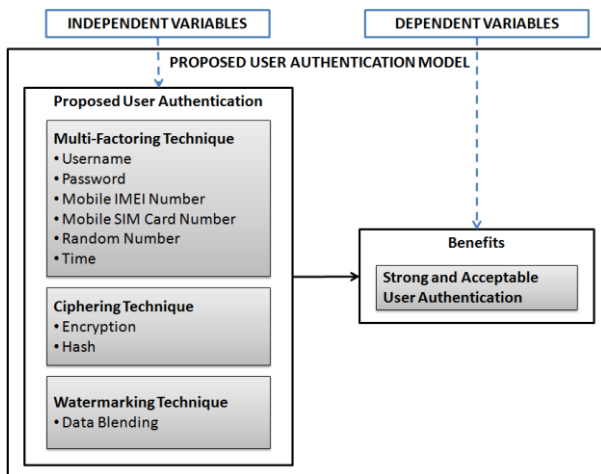 INDEPENDENT VARIABLES
DEPENDENT VARIABLES
PROPOSED USER AUTHENTICATION MODEL
Proposed User Authentication
Multi-Factoring Technique
• Username
• Password
• Mobile IMEI Number
• Mobile SIM Card Number
• Random Number
• Time
Ciphering Technique
• Encryption
• Hash
Watermarking Technique
• Data Blending
Benefits
Strong and Acceptable
User Authentication